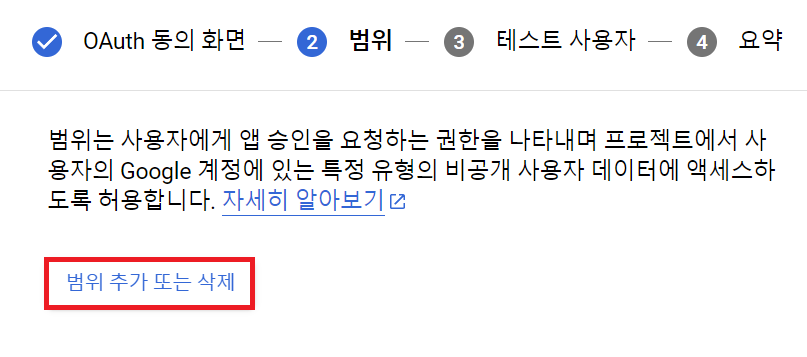 OAuth 동의 화면 2 범위 3 테스트 사용자 4 요약
범위는 사용자에게 앱 승인을 요청하는 권한을 나타내며 프로젝트에서 사
용자의 Google 계정에 있는 특정 유형의 비공개 사용자 데이터에 액세스하
도록 허용합니다. 자세히 알아보기
범위 추가 또는 삭제